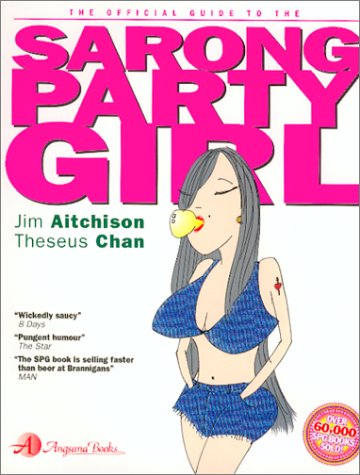 THE OFFICIAL GUIDE TO THE
SARONG
PARTY
GIRL
Jim Aitchison
Theseus Chan
"Wickedly saucy"
8 Days
"Pungent humour"
The Star
"The SPG book is selling faster
than beer at Brannigans"
MAN
A Angsana Books
OVER
60,000
SPG BOOKS
SOLD!